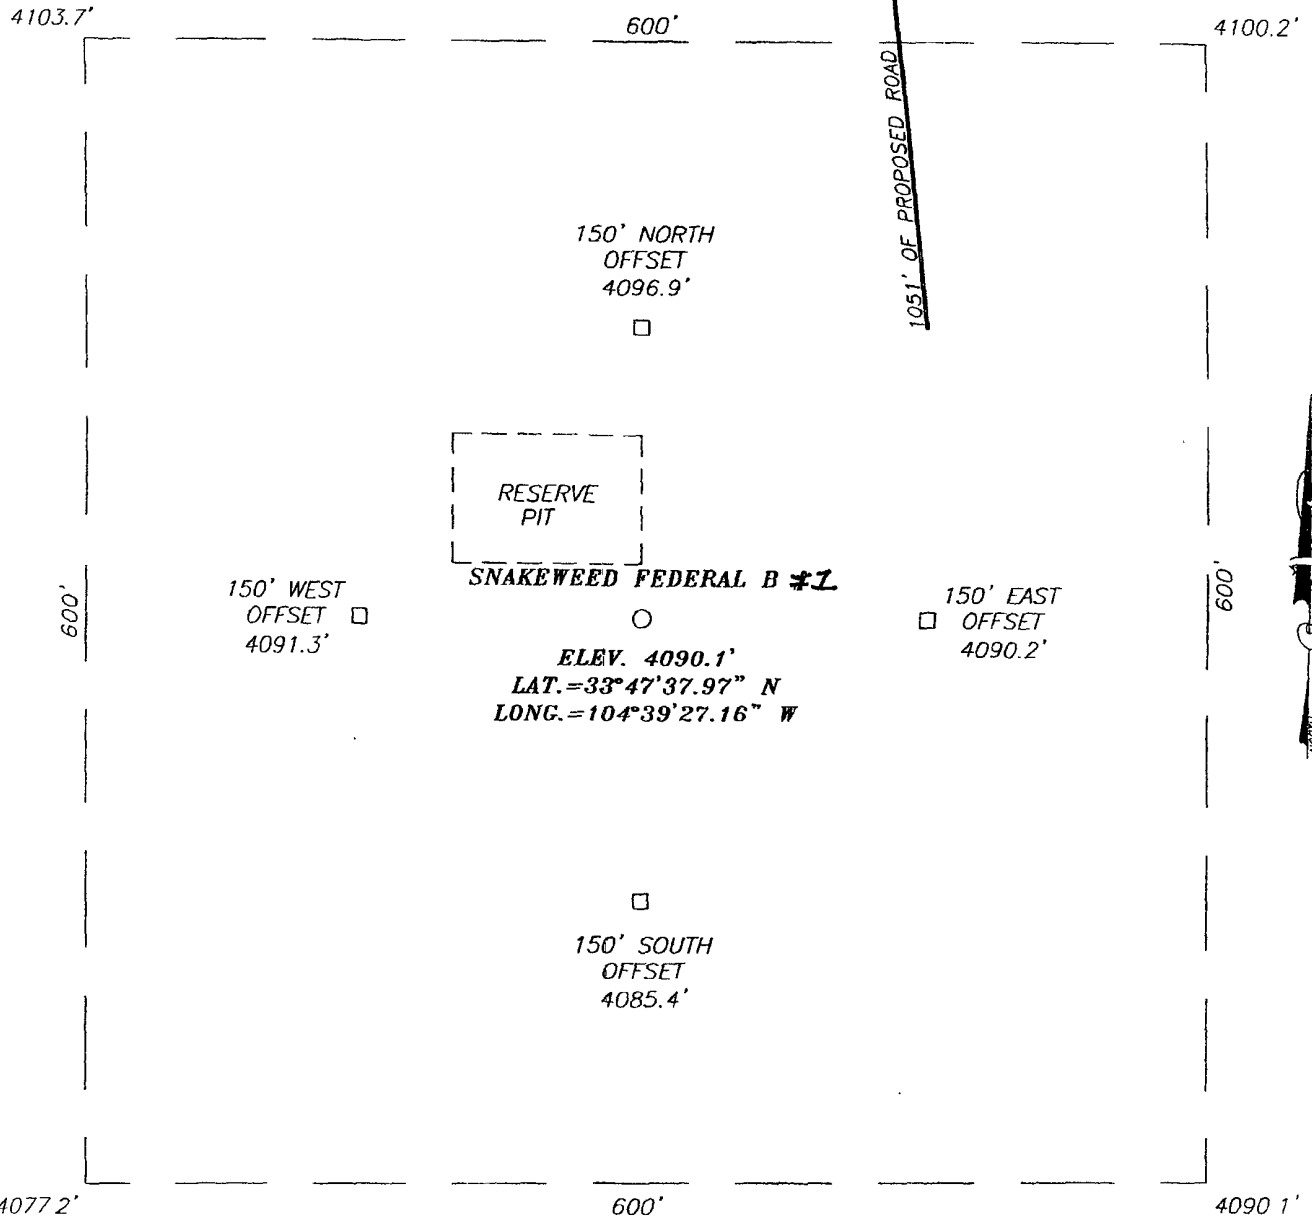 4103.7'
600'
4100.2'
1051' OF PROPOSED ROAD
150' NORTH
OFFSET
4096.9'
RESERVE
PIT
SNAKEWEED FEDERAL B #1
150' WEST
OFFSET
4091.3'
600'
150' EAST
OFFSET
4090.2'
600'
ELEV. 4090.1'
LAT.=33°47'37.97" N
LONG.=104°39'27.16" W
150' SOUTH
OFFSET
4085.4'
4077 2'
600'
4090 1'